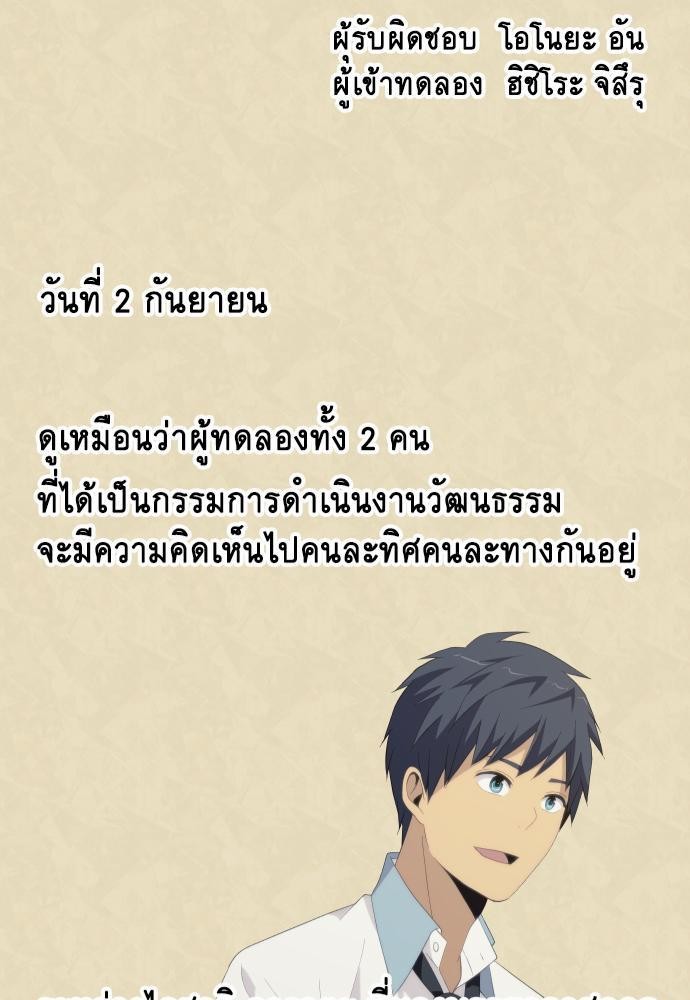 ผุ้รับผิดชอบ โอโนยะ อัน
ผู้เข้าทดลอง ฮิชิโระ จิสึรุ
วันที่ 2 กันยายน
ดูเหมือนว่าผู้ทดลองทั้ง 2 คน
ที่ได้เป็นกรรมการดำเนินงานวัฒนธรรม
จะมีความคิดเห็นไปคนละทิศคนละทางกันอยู่